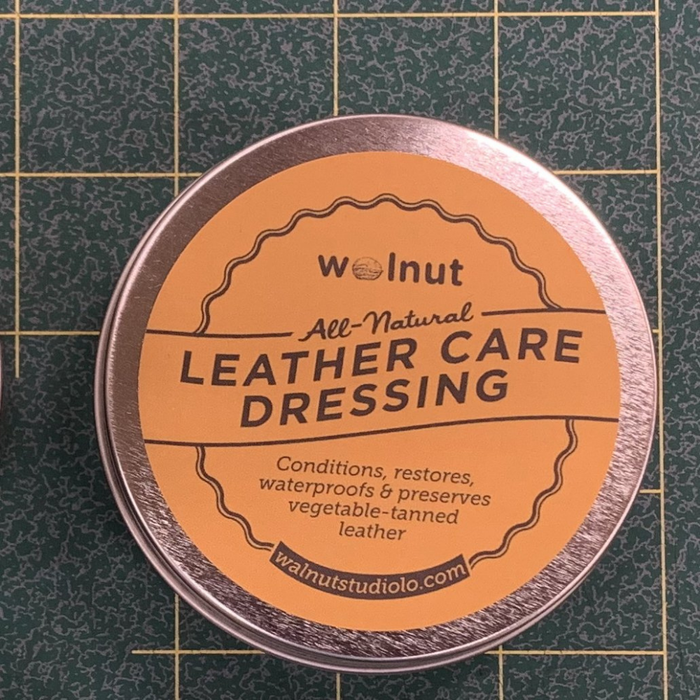 walnut
All-Natural
LEATHER CARE
DRESSING
Conditions, restores,
waterproofs & preserves
vegetable-tanned
leather
walnutstudiolo.com